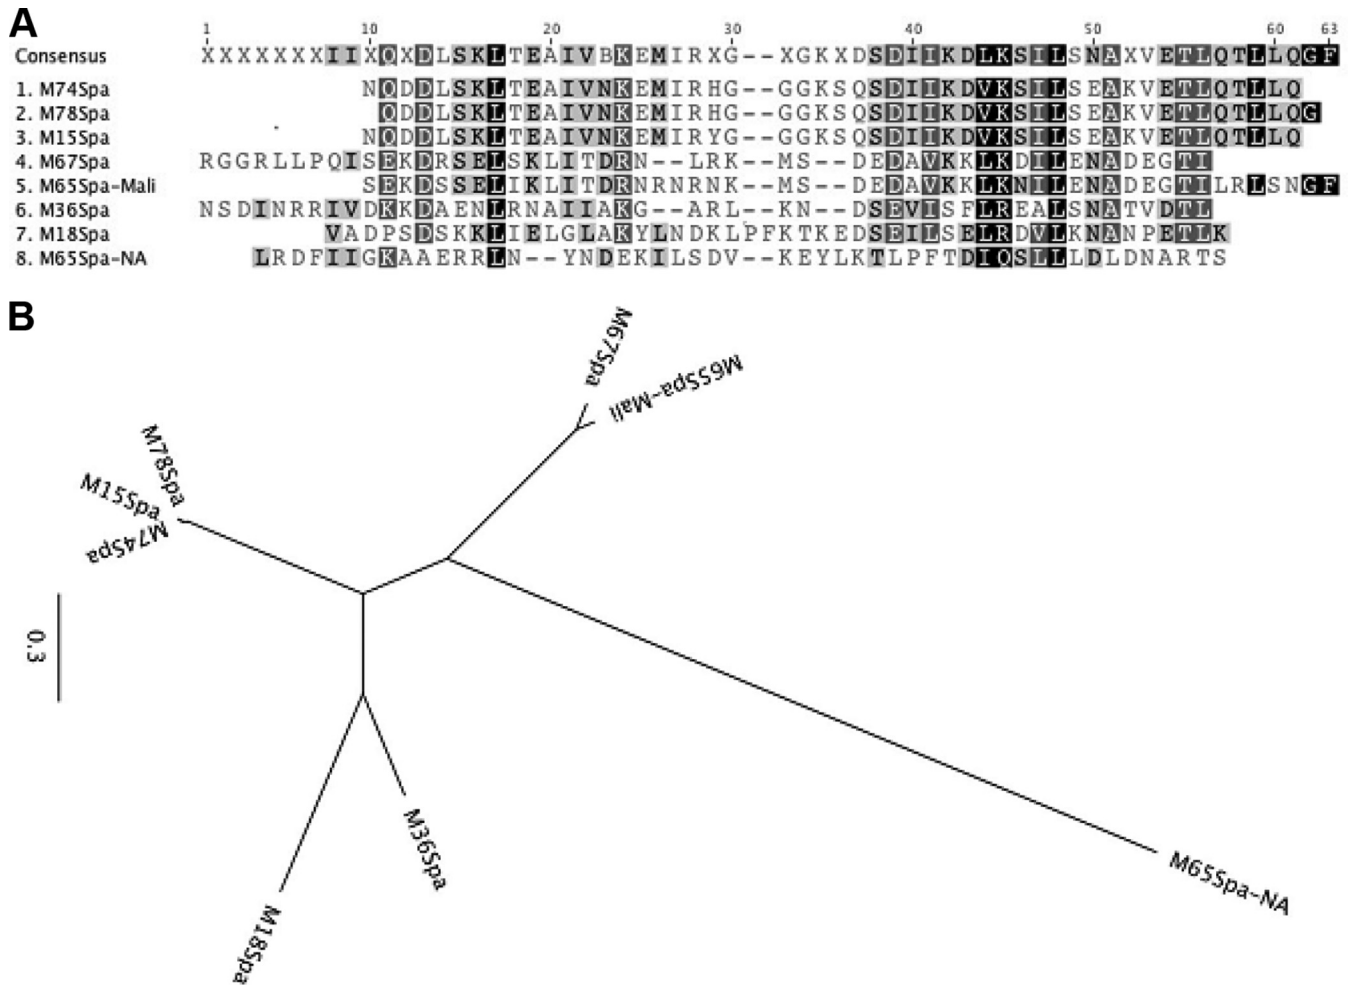 A
1 10 20 30 40 50 60 63
Consensus XXXXXXXIIXQXDLSKLTEAIVBKEMIRXG--XGKXDSDIIKDLKSILSNAXVETLQTLLQGF
1. M74Spa NQDDLSKLTEAIVNKEMIRHG--GGKSQSDIIKDVKSILSEAKVETLQTLLQ
2. M78Spa QDDLSKLTEAIVNKEMIRHG--GGKSQSDIIKDVKSILSEAKVETLQTLLQG
3. M15Spa NQDDLSKLTEAIVNKEMIRYG--GGKSQSDIIKDVKSILSEAKVETLQTLLQ
4. M67Spa RGGRLLPQISEKDRSELSKLITDRN--LRK--MS--DEDAVKKLKDILENADEGTI
5. M65Spa-Mali SEKDSSELIKLITDRNRNRNK--MS--DEDAVKKLKNILENADEGTILRLSNGF
6. M36Spa NSDINRRIVDKKDAENLRNAIIAKG--ARL--KN--DSEVISFLREALSNATVDTL
7. M18Spa VADPSDSKKLIELGLAKYLNDKLPFKTKEDSEILSELRDVLKNANPETLK
8. M65Spa-NA LRDFIIGKAAERRLN--YNDEKILSDV--KEYLKTLPFTDIQSLLLDLDNARTS
B
M67Spa
M65Spa-Mali
M78Spa
M15Spa
M74Spa
0.3
M36Spa
M65Spa-NA
M18Spa